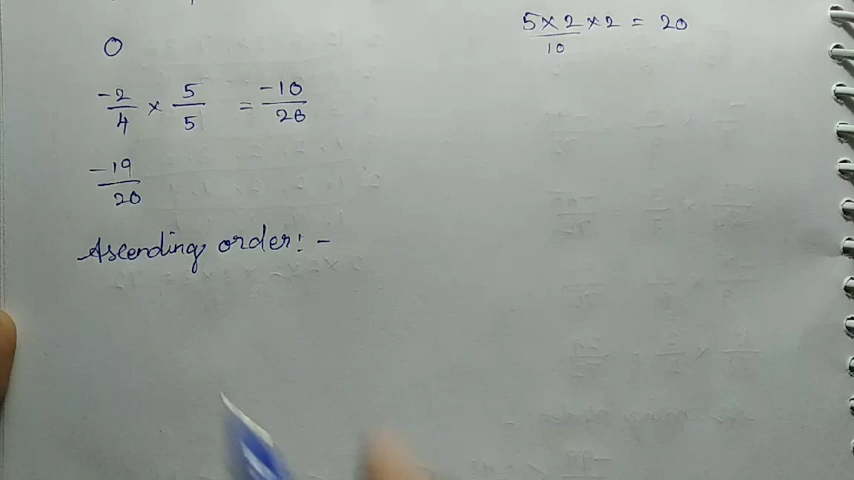 5×2×2 = 20
10
0
-2/4 × 5/5 = -10/20
-19/20
Ascending order:-